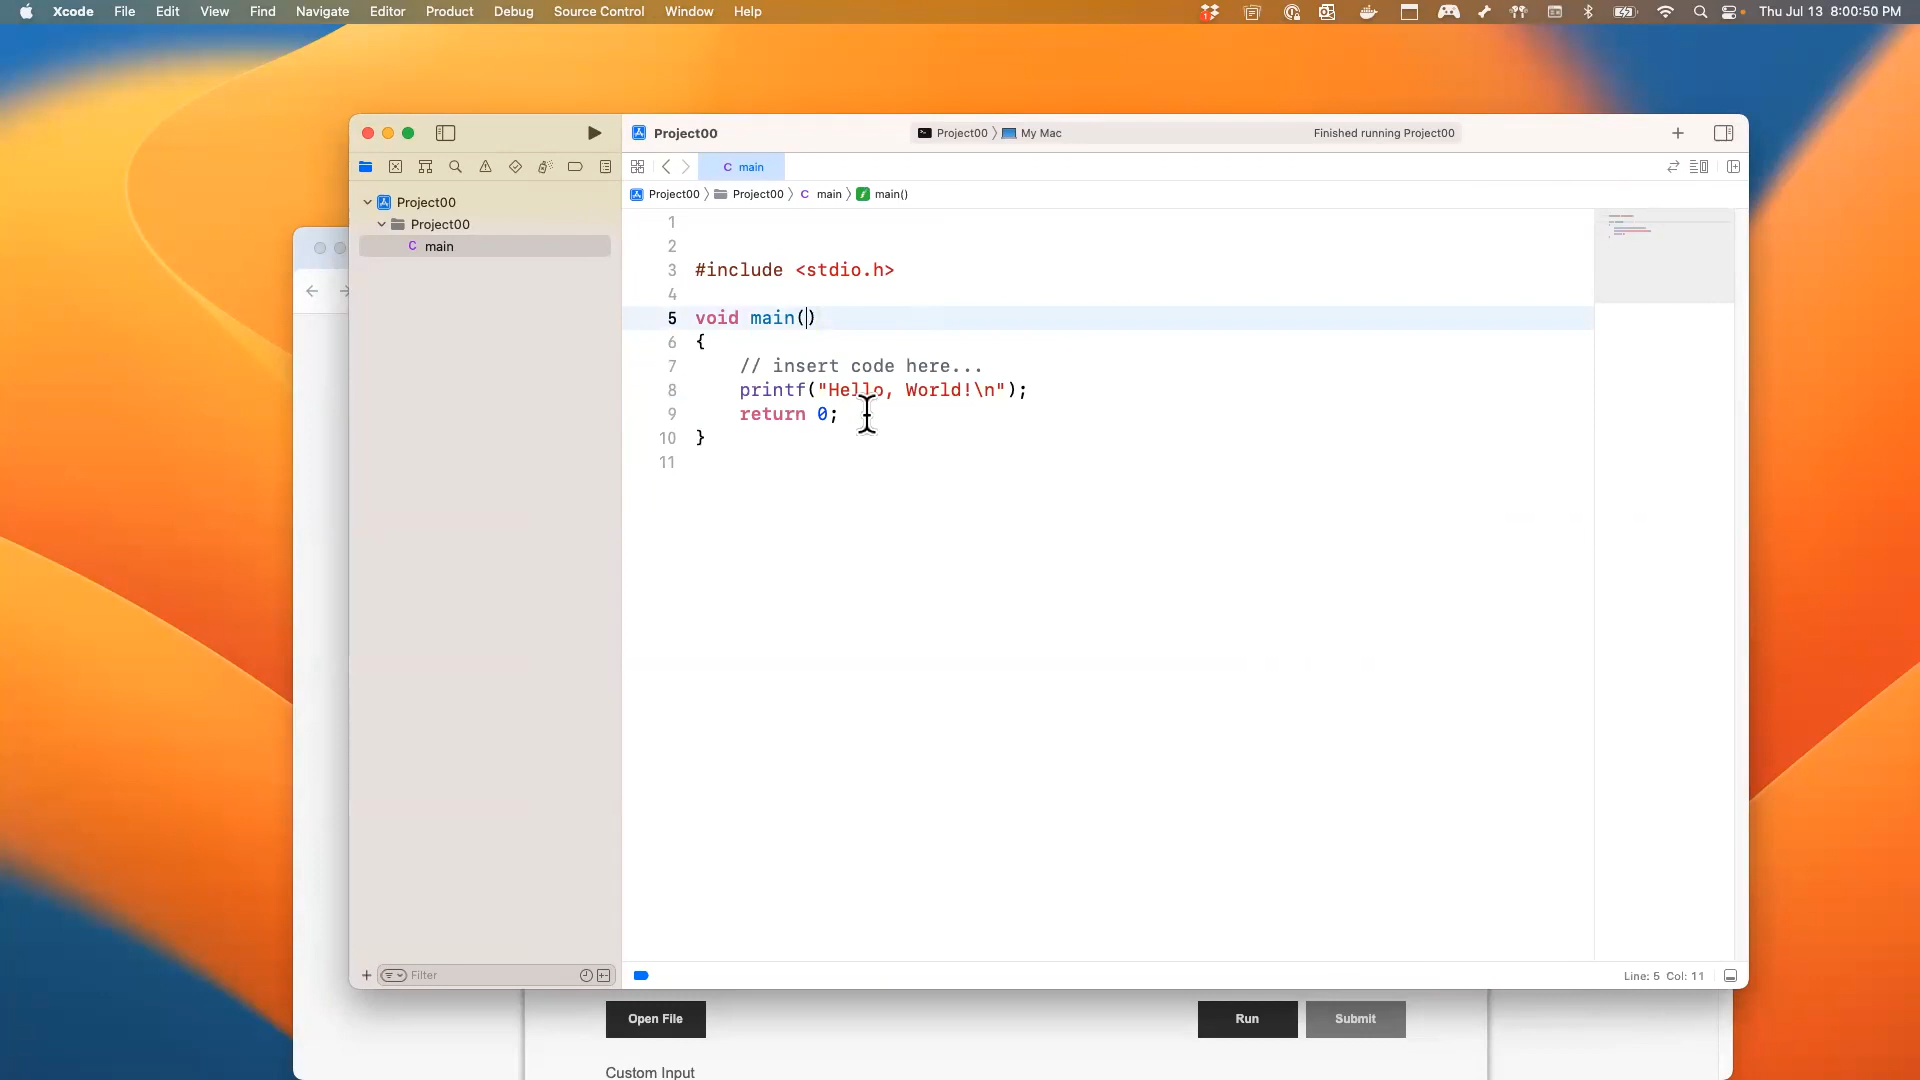 Xcode File Edit View Find Navigate Editor Product Debug Source Control Window Help
Thu Jul 13 8:00:50 PM
Project00
Project00 〉 My Mac
Finished running Project00
C main
Project00 〉 Project00 〉 C main 〉 f main()
Project00
Project00
C main
1
2
3 #include <stdio.h>
4
5 void main()
6 {
7 // insert code here...
8 printf("Hello, World!\n");
9 return 0;
10 }
11
Filter
Line: 5 Col: 11
Open File
Run
Submit
Custom Input